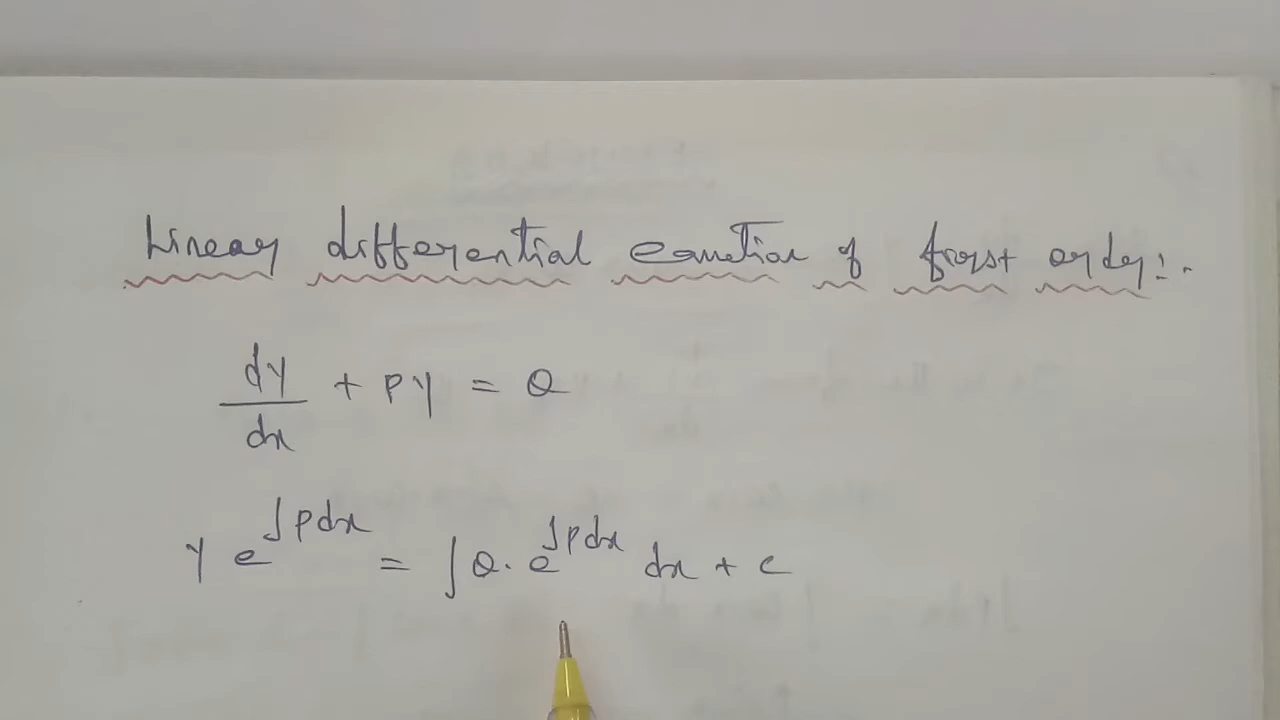 Linear differential equation of first order:-
dy/dx + Py = Q
y e^∫Pdx = ∫Q. e^∫Pdx dx + c